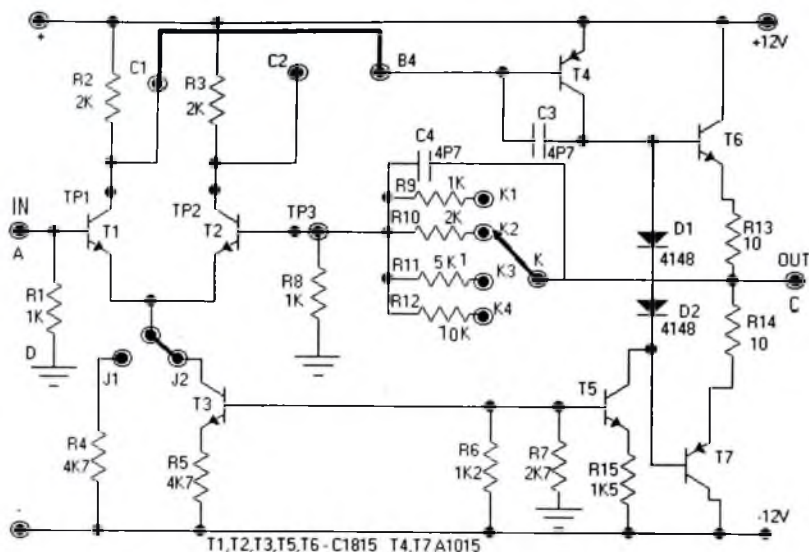 +
+12V
R2
2K
C1
R3
2K
C2
B4
T4
C3
4P7
T6
C4
4P7
R9
1K
K1
IN
A
TP1
T1
TP2
T2
TP3
R10
2K
K2
D1
4148
R13
10
R11
5K1
K3
K
OUT
C
R1
1K
R8
1K
R12
10K
K4
D2
4148
R14
10
D
J1
J2
T3
T5
R4
4K7
R5
4K7
R6
1K2
R7
2K7
R15
1K5
T7
-
-12V
T1,T2,T3,T5,T6 - C1815 T4,T7 A1015